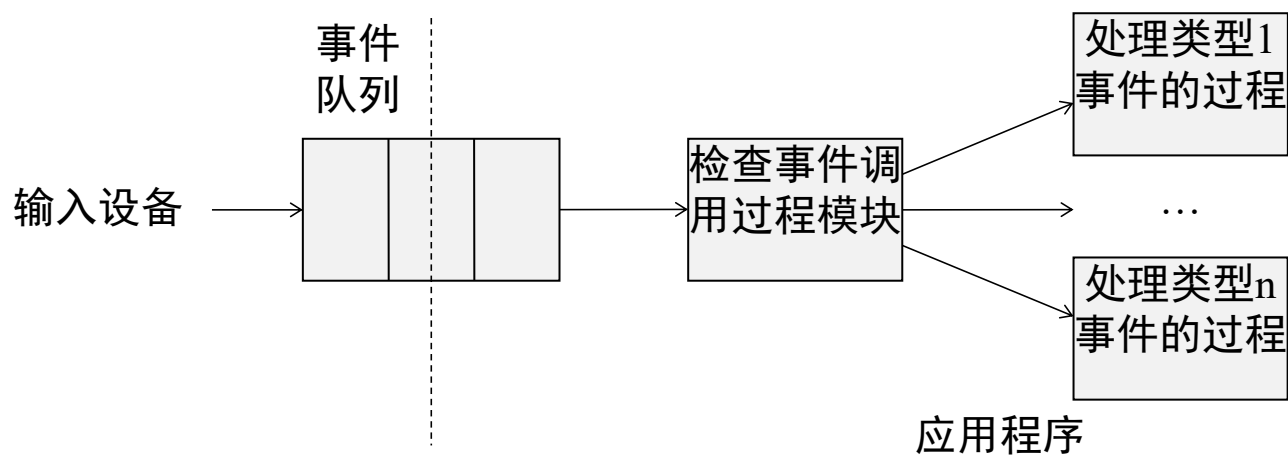 事件
队列
输入设备
检查事件调
用过程模块
处理类型1
事件的过程
…
处理类型n
事件的过程
应用程序